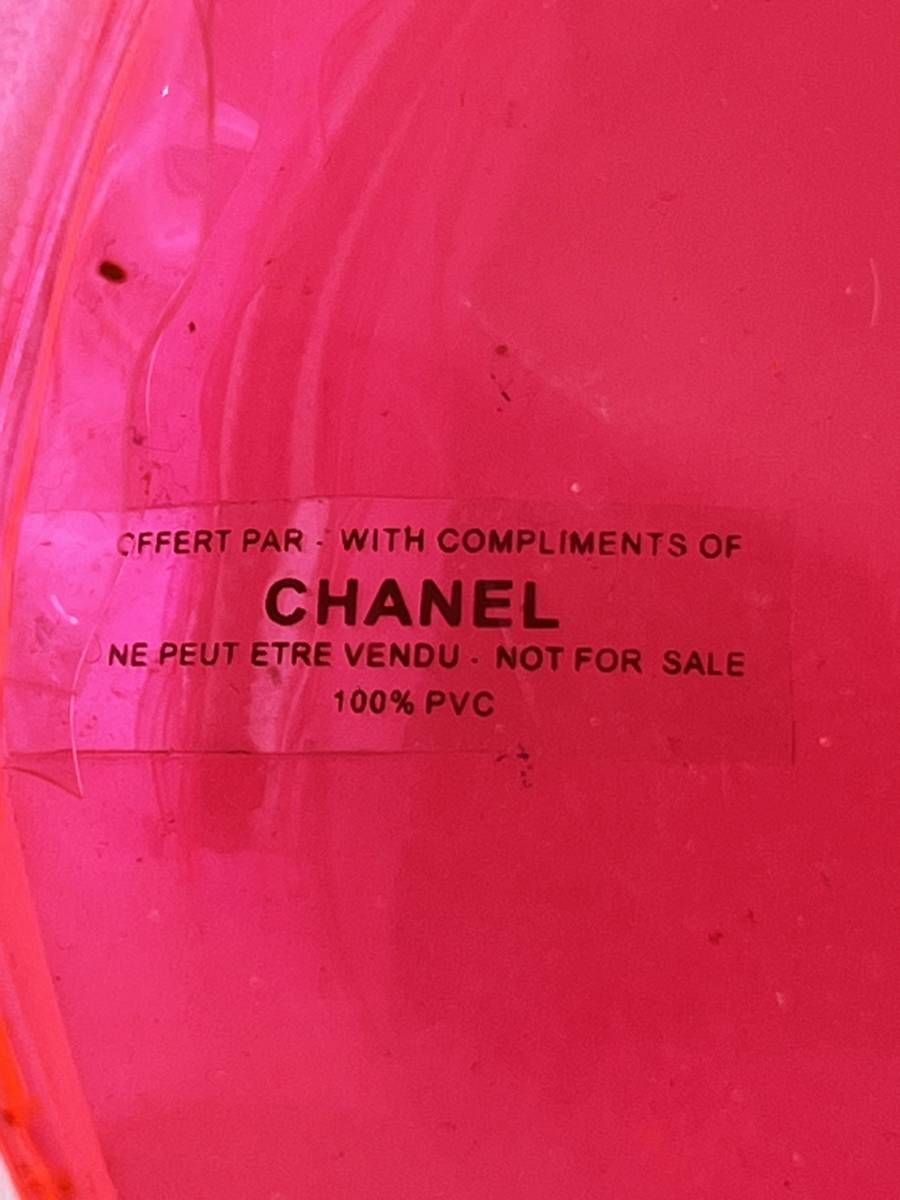 OFFERT PAR - WITH COMPLIMENTS OF
CHANEL
NE PEUT ETRE VENDU - NOT FOR SALE
100% PVC